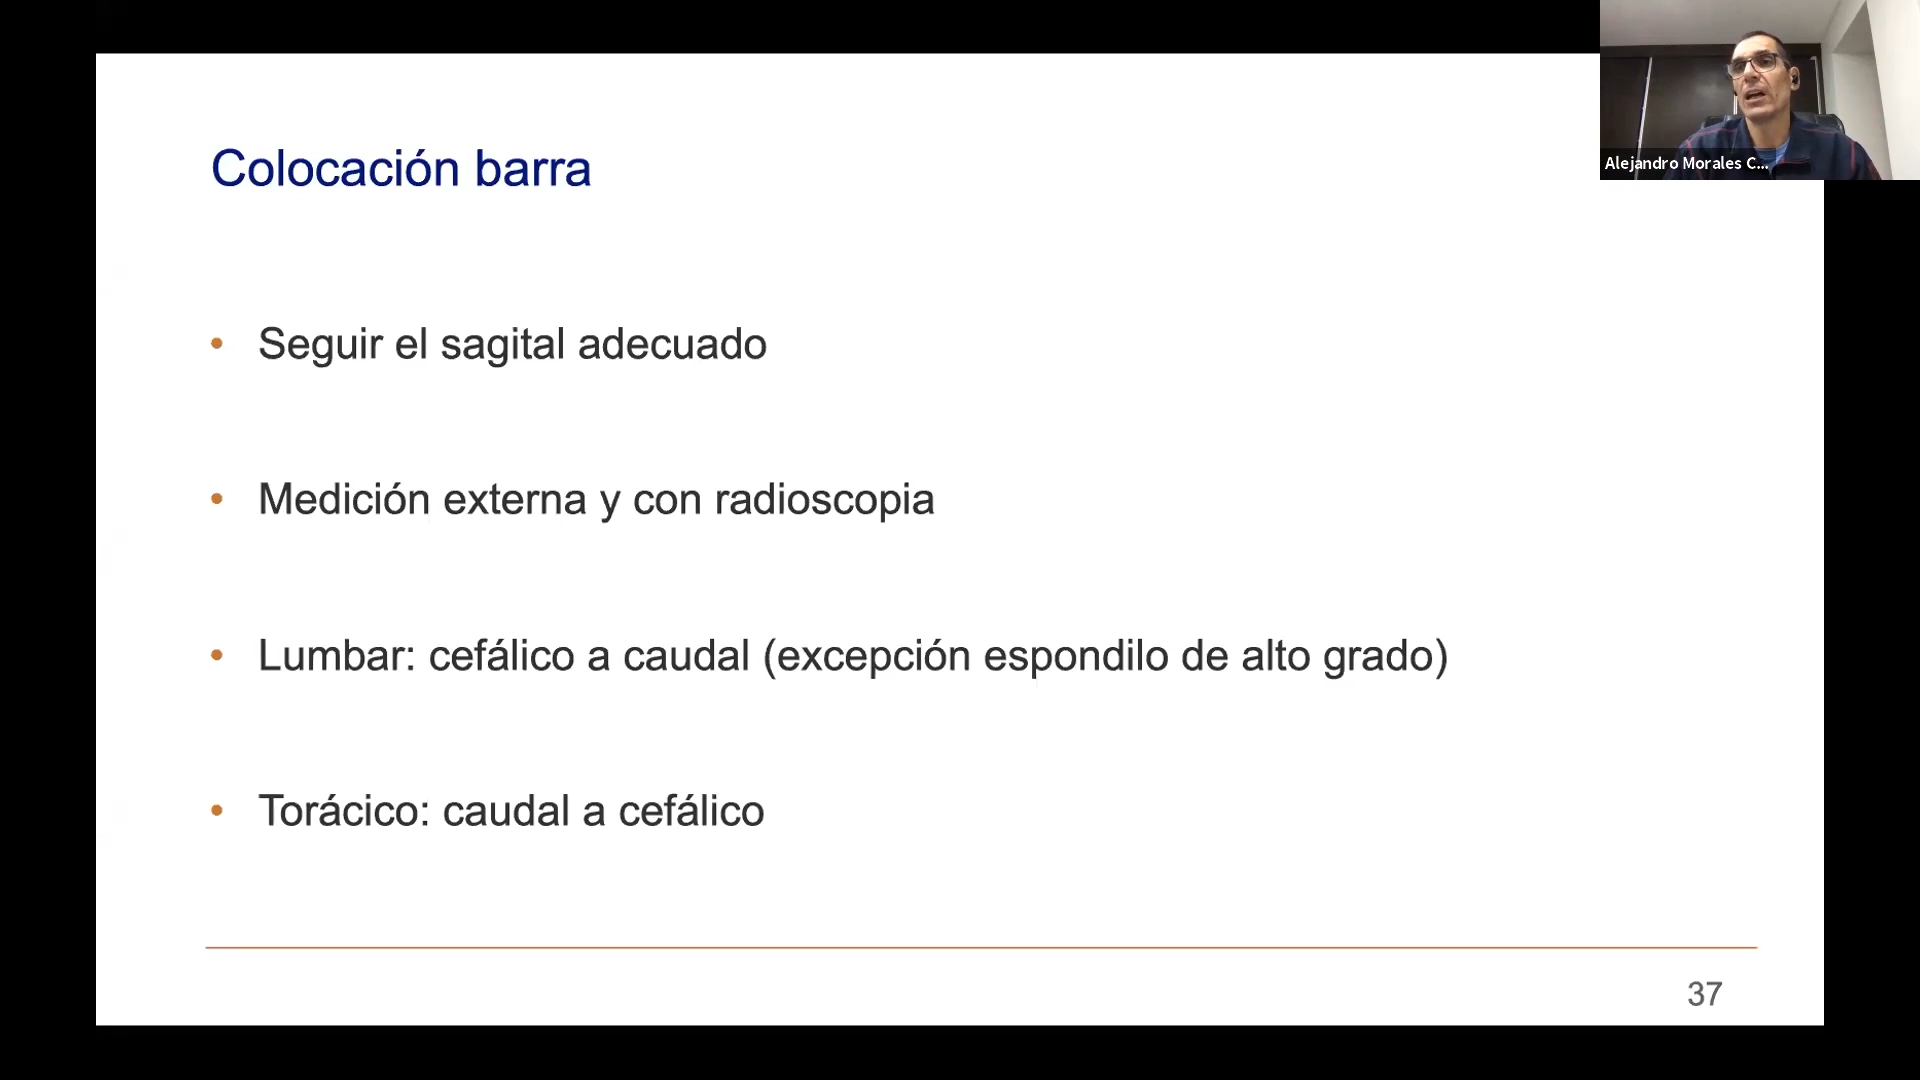 Colocación barra
Alejandro Morales C...
• Seguir el sagital adecuado
• Medición externa y con radioscopia
• Lumbar: cefálico a caudal (excepción espondilo de alto grado)
• Torácico: caudal a cefálico
37